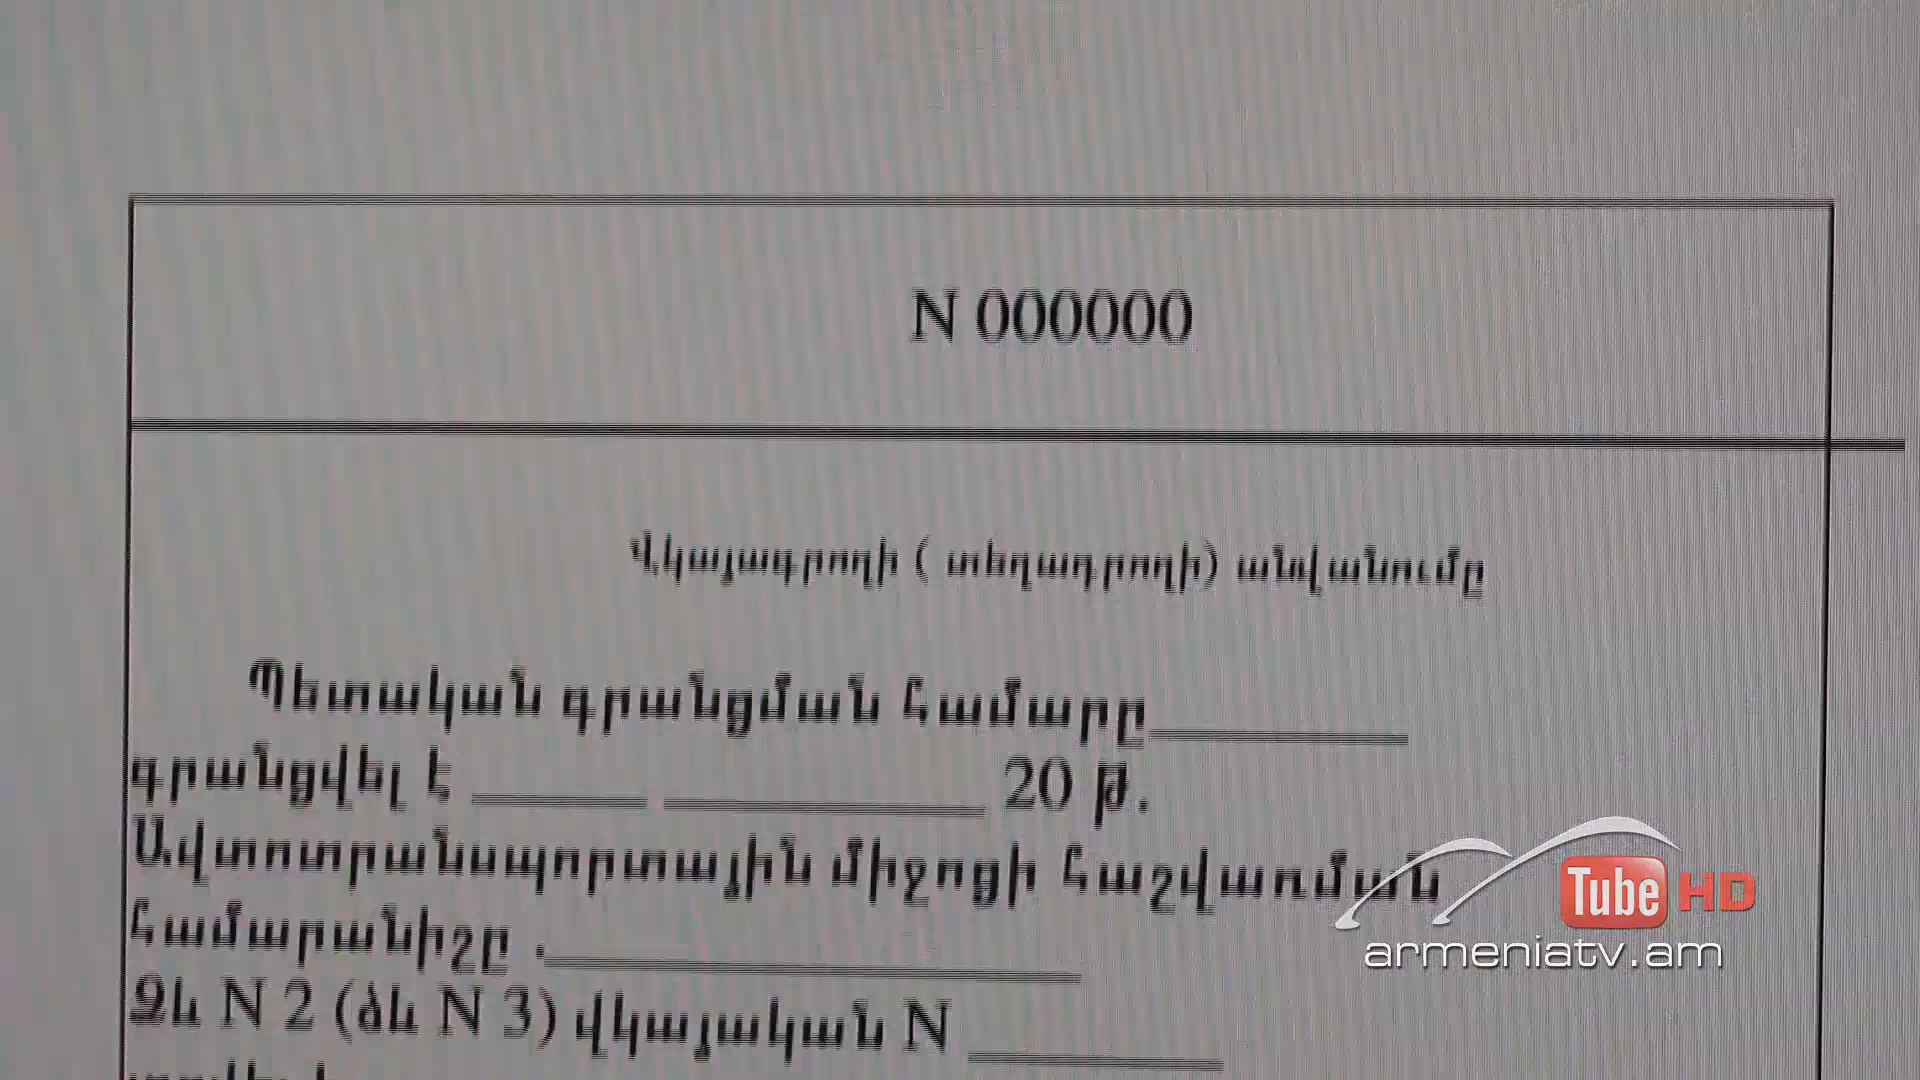 N 000000
Վկայագրողի ( տեղադրողի) անվանումը
Պետական գրանցման համարը
գրանցվել է 20 թ.
Ավտոտրանսպորտային միջոցի հաշվառման
համարանիշը .
Ձև N 2 (ձև N 3) վկայական N
Tube HD
armeniatv.am